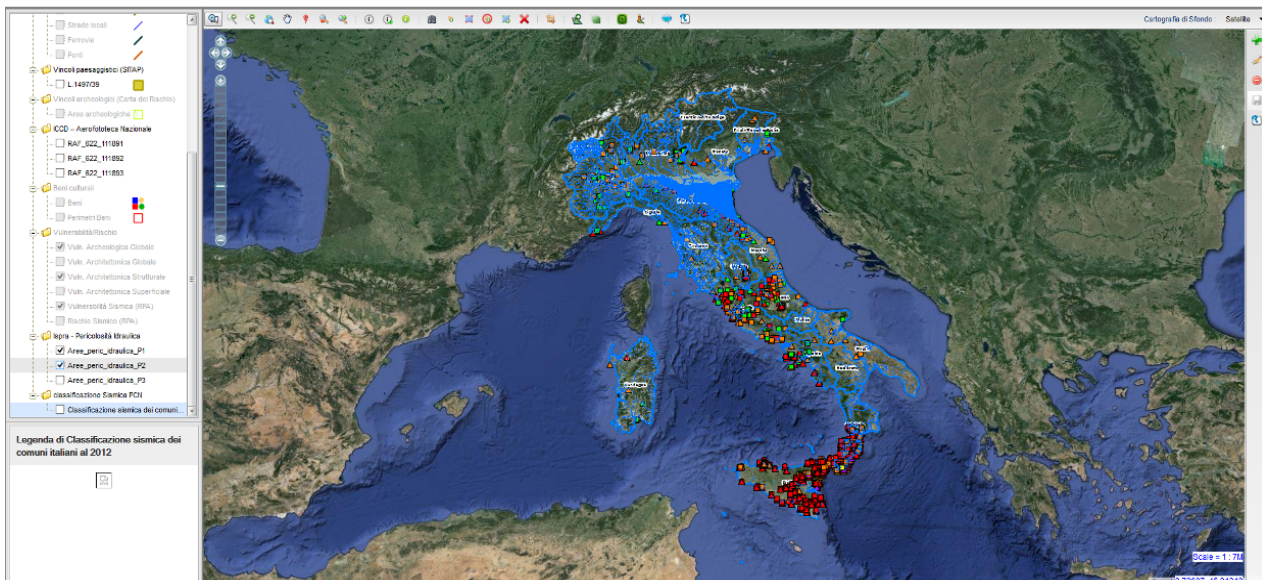 Cartografia di Sfondo: Satellite
Strade locali
Ferrovie
Ponti
Vincoli paesaggistici (SITAP)
L.1497/39
Vincoli archeologici (Carta del Rischio)
Aree archeologiche
ICCD – Aerofototeca Nazionale
RAF_622_111891
RAF_622_111892
RAF_622_111893
Beni culturali
Beni
Perimetri Beni
Vulnerabilità/Rischio
Vuln. Archeologica Globale
Vuln. Architettonica Globale
Vuln. Architettonica Strutturale
Vuln. Architettonica Superficiale
Vulnerabilità Sismica (RPA)
Rischio Sismico (RPA)
Ispra - Pericolosità Idraulica
Aree_peric_idraulica_P1
Aree_peric_idraulica_P2
Aree_peric_idraulica_P3
classificazione Sismica PCN
Classificazione sismica dei comuni...
Legenda di Classificazione sismica dei
comuni italiani al 2012
Scale = 1 : 7M